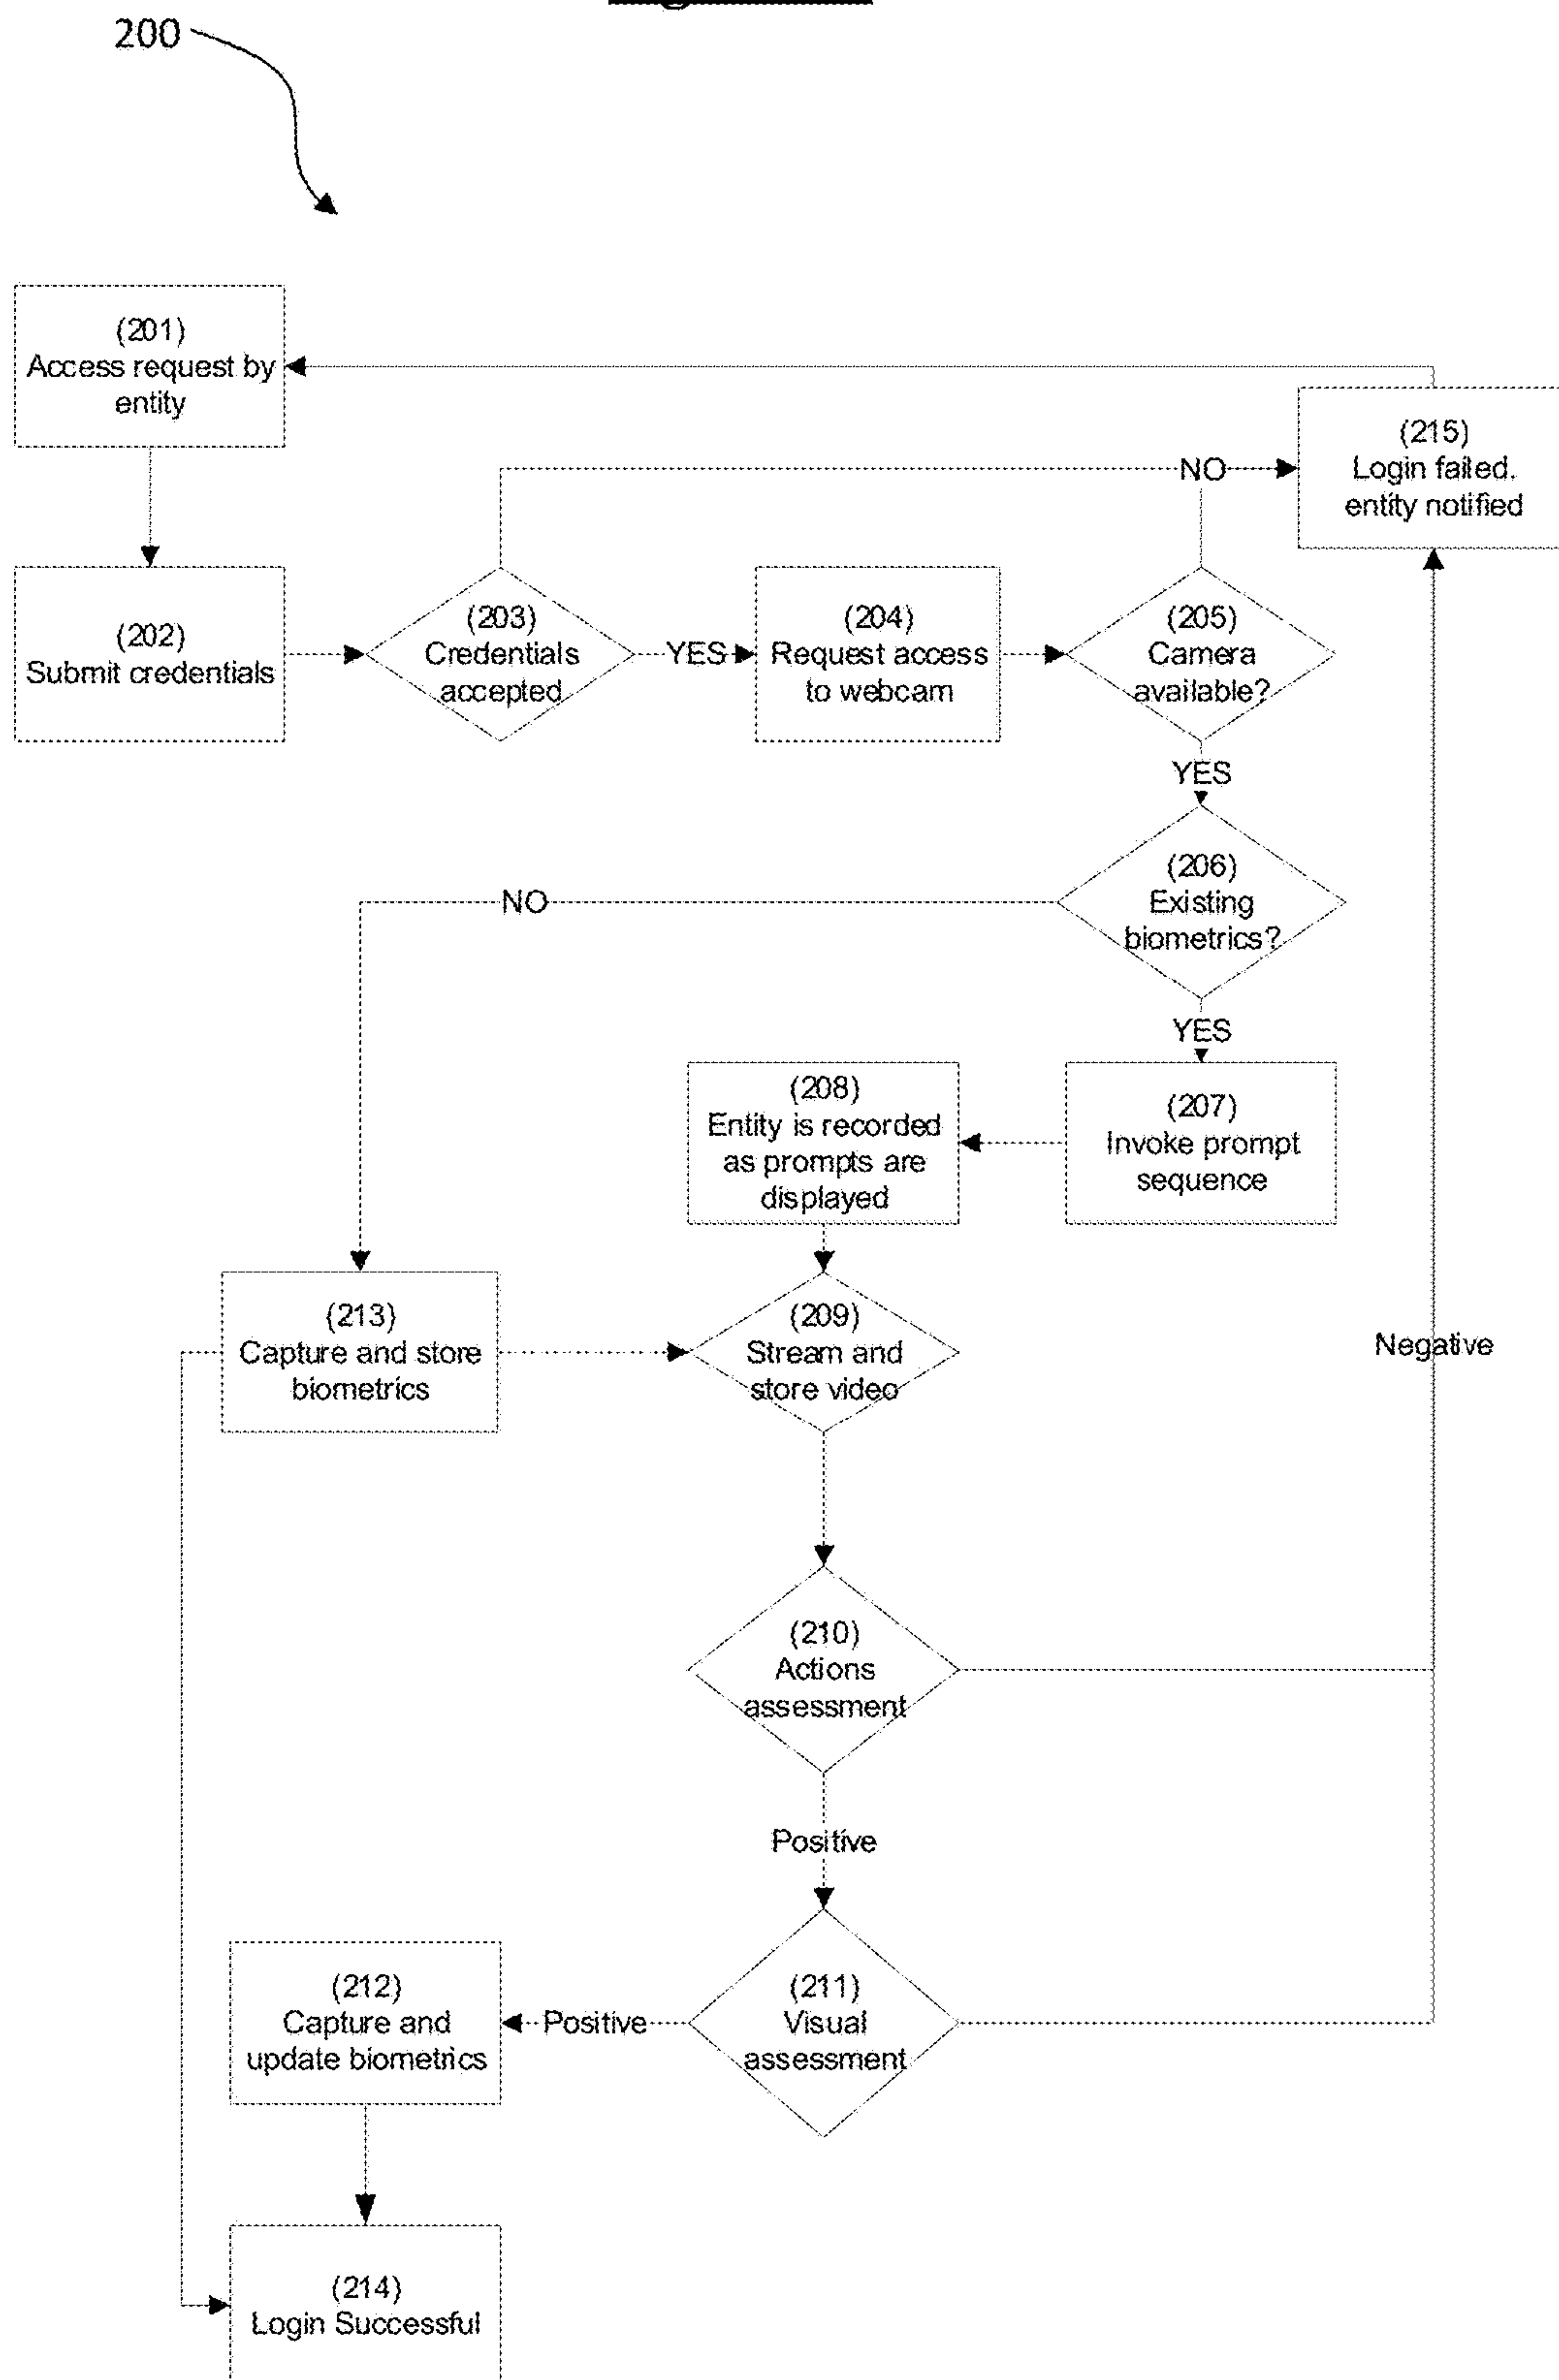 200
(201)
Access request by
entity
(215)
Login failed.
entity notified
NO
(202)
Submit credentials
(203)
Credentials
accepted
YES
(204)
Request access
to webcam
(205)
Camera
available?
YES
(206)
Existing
biometrics?
NO
YES
(208)
Entity is recorded
as prompts are
displayed
(207)
Invoke prompt
sequence
(213)
Capture and store
biometrics
(209)
Stream and
store video
Negative
(210)
Actions
assessment
Positive
(212)
Capture and
update biometrics
Positive
(211)
Visual
assessment
(214)
Login Successful